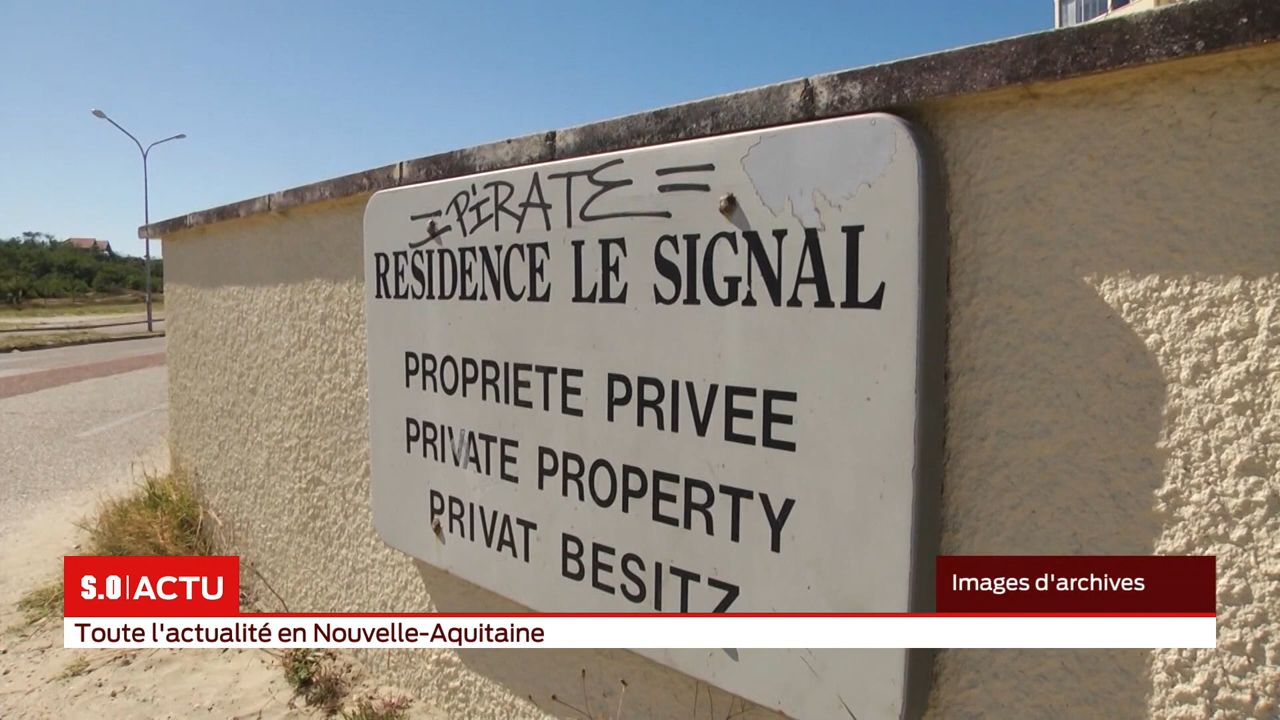 =PiRATE=
RESIDENCE LE SIGNAL
PROPRIETE PRIVEE
PRIVATE PROPERTY
PRIVAT BESITZ
S.O ACTU
Images d'archives
Toute l'actualité en Nouvelle-Aquitaine